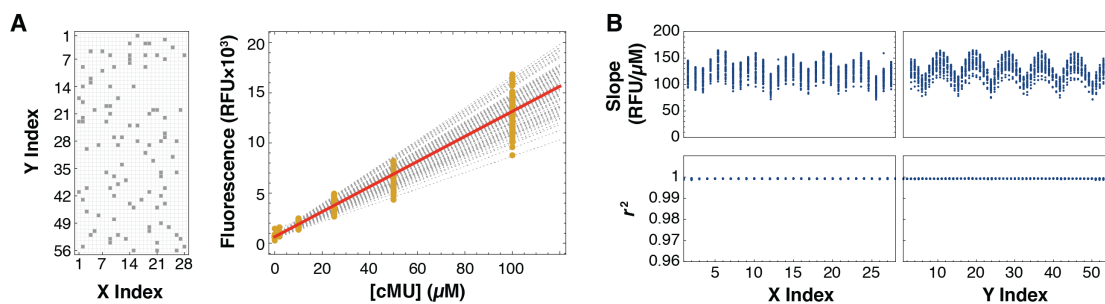 A
Y Index
1
7
14
21
28
35
42
49
56
1 7 14 21 28
X Index
Fluorescence (RFU×10³)
20
15
10
5
0
0 20 40 60 80 100
[cMU] (µM)
B
Slope
(RFU/µM)
200
150
100
50
0
r²
1
0.99
0.98
0.97
0.96
5 10 15 20 25
X Index
10 20 30 40 50
Y Index